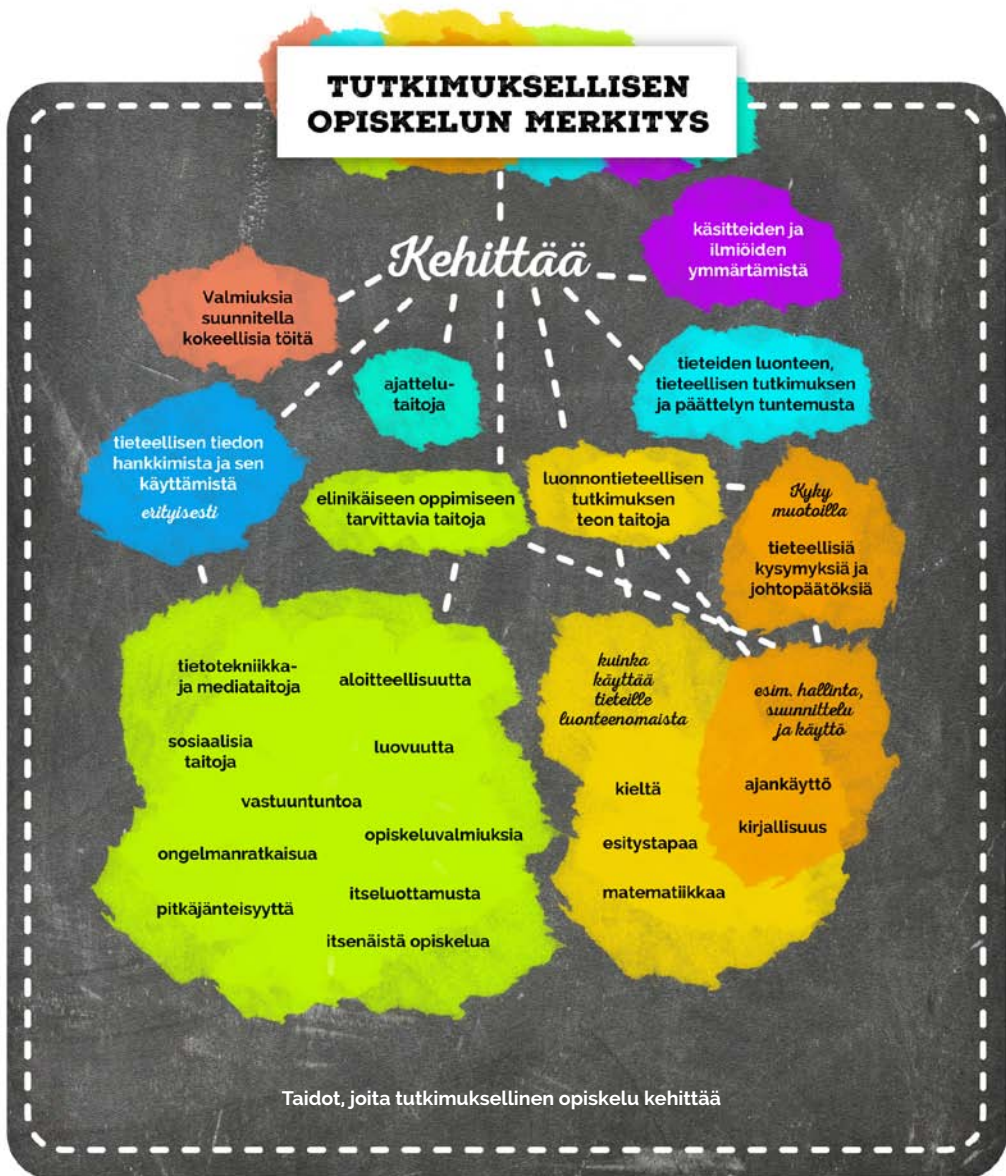 TUTKIMUKSELLISEN
OPISKELUN MERKITYS
Kehittää
käsitteiden ja
ilmiöiden
ymmärtämistä
Valmiuksia
suunnitella
kokeellisia töitä
ajattelu-
taitoja
tieteiden luonteen,
tieteellisen tutkimuksen
ja päättelyn tuntemusta
tieteellisen tiedon
hankkimista ja sen
käyttämistä
erityisesti
elinikäiseen oppimiseen
tarvittavia taitoja
luonnontieteellisen
tutkimuksen
teon taitoja
Kyky
muotoilla
tieteellisiä
kysymyksiä ja
johtopäätöksiä
tietotekniikka-
ja mediataitoja
aloitteellisuutta
sosiaalisia
taitoja
luovuutta
vastuuntuntoa
opiskeluvalmiuksia
ongelmanratkaisua
itseluottamusta
pitkäjänteisyyttä
itsenäistä opiskelua
kuinka
käyttää
tieteille
luonteenomaista
kieltä
esitystapaa
matematiikkaa
esim. hallinta,
suunnittelu
ja käyttö
ajankäyttö
kirjallisuus
Taidot, joita tutkimuksellinen opiskelu kehittää